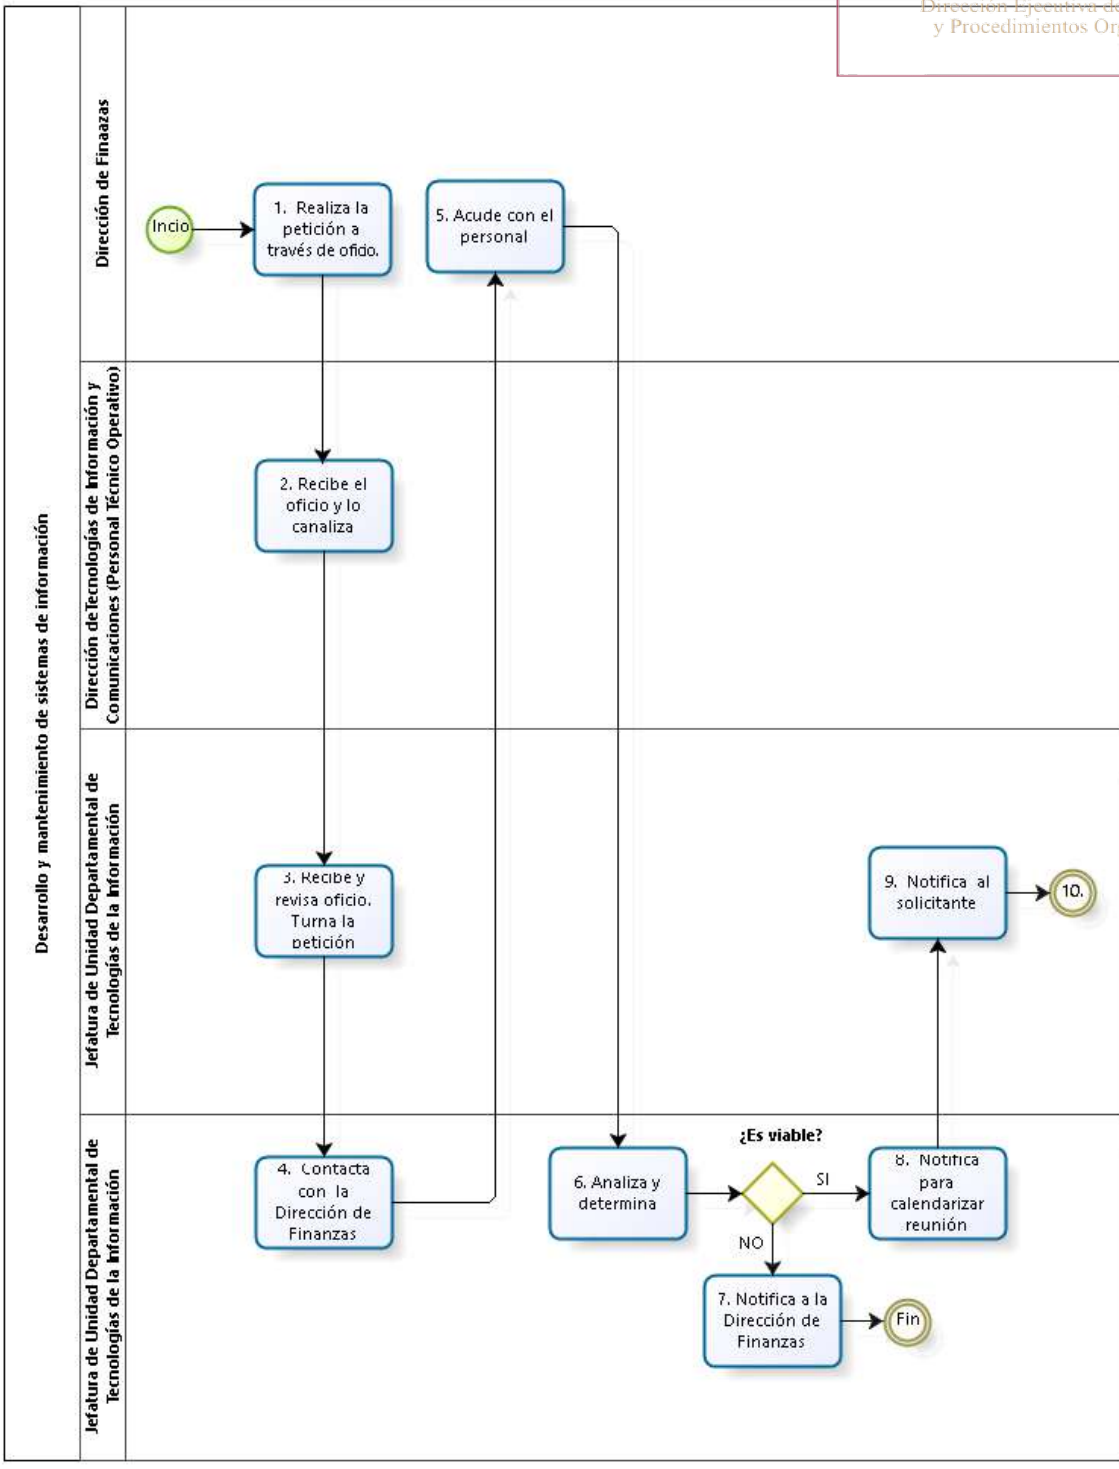 Dirección Ejecutiva de
y Procedimientos Or
Desarrollo y mantenimiento de sistemas de información
Dirección de Finaazas
Incio
1. Realiza la
petición a
través de oficio.
5. Acude con el
personal
Dirección deTecnologías de Información y
Comunicaciones (Personal Técnico Operativo)
2. Recibe el
oficio y lo
canaliza
Jefatura de Unidad Departamental de
Tecnologías de la Información
3. Recibe y
revisa oficio.
Turna la
petición
9. Notifica al
solicitante
10.
Jefatura de Unidad Departamental de
Tecnologías de la Información
4. Contacta
con la
Dirección de
Finanzas
6. Analiza y
determina
¿Es viable?
SI
NO
8. Notifica
para
calendarizar
reunión
7. Notifica a la
Dirección de
Finanzas
Fin